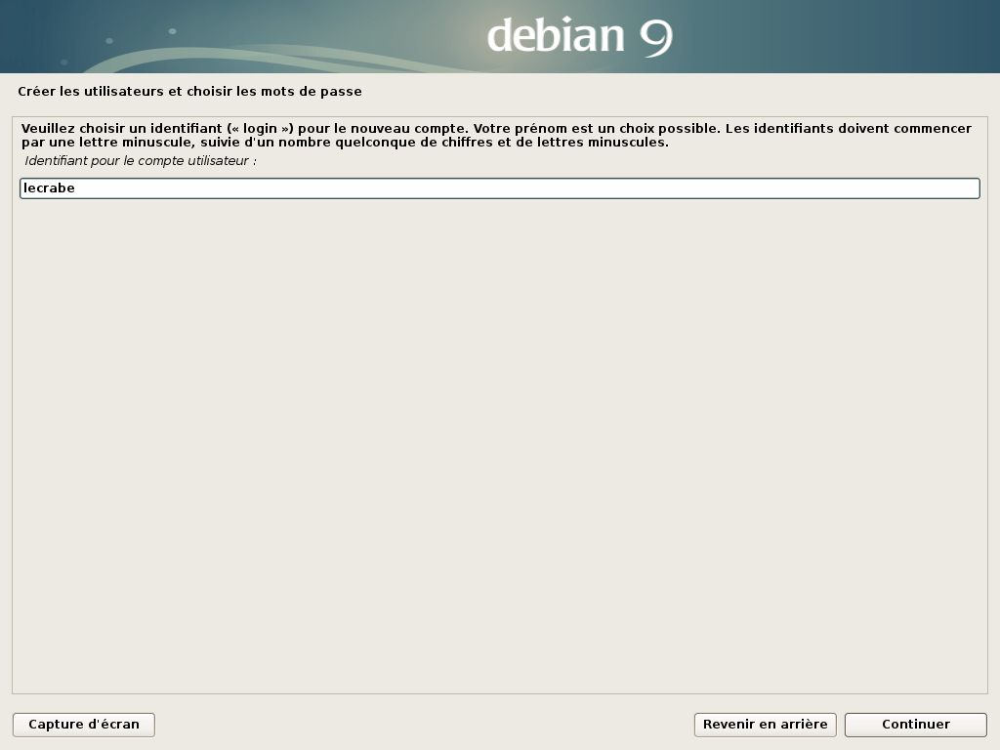 debian 9
Créer les utilisateurs et choisir les mots de passe
Veuillez choisir un identifiant (« login ») pour le nouveau compte. Votre prénom est un choix possible. Les identifiants doivent commencer
par une lettre minuscule, suivie d'un nombre quelconque de chiffres et de lettres minuscules.
Identifiant pour le compte utilisateur :
lecrabe
Capture d'écran
Revenir en arrière
Continuer